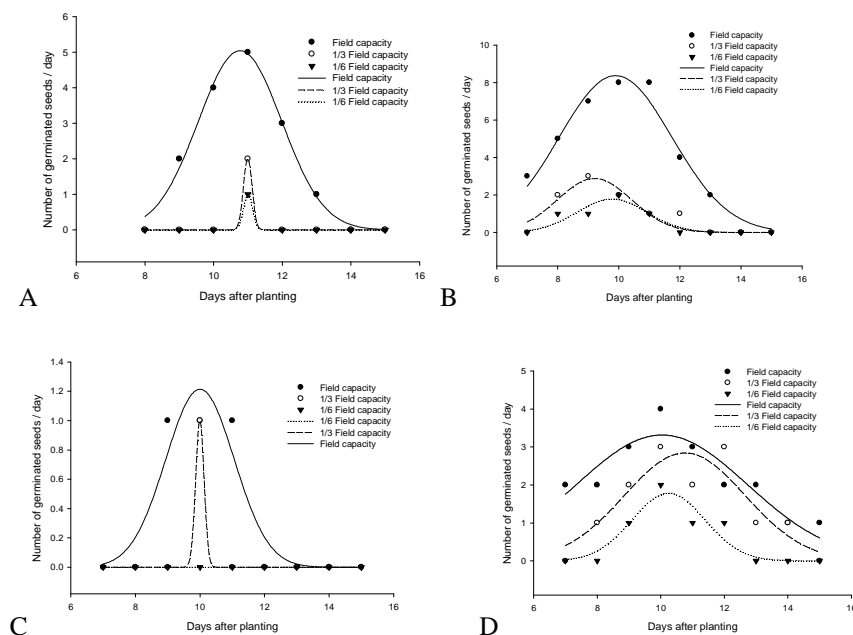 6
5
4
3
2
1
0
6 8 10 12 14 16
Number of germinated seeds / day
Days after planting
Field capacity
1/3 Field capacity
1/6 Field capacity
Field capacity
1/3 Field capacity
1/6 Field capacity
A
10
8
6
4
2
0
6 8 10 12 14 16
Number of germinated seeds / day
Days after planting
Field capacity
1/3 Field capacity
1/6 Field capacity
Field capacity
1/3 Field capacity
1/6 Field capacity
B
1.4
1.2
1.0
0.8
0.6
0.4
0.2
0.0
6 8 10 12 14 16
Number of germinated seeds / day
Days after planting
Field capacity
1/3 Field capacity
1/6 Field capacity
1/6 Field capacity
1/3 Field capacity
Field capacity
C
5
4
3
2
1
0
6 8 10 12 14 16
Number of germinated seeds / day
Days after planting
Field capacity
1/3 Field capacity
1/6 Field capacity
Field capacity
1/3 Field capacity
1/6 Field capacity
D